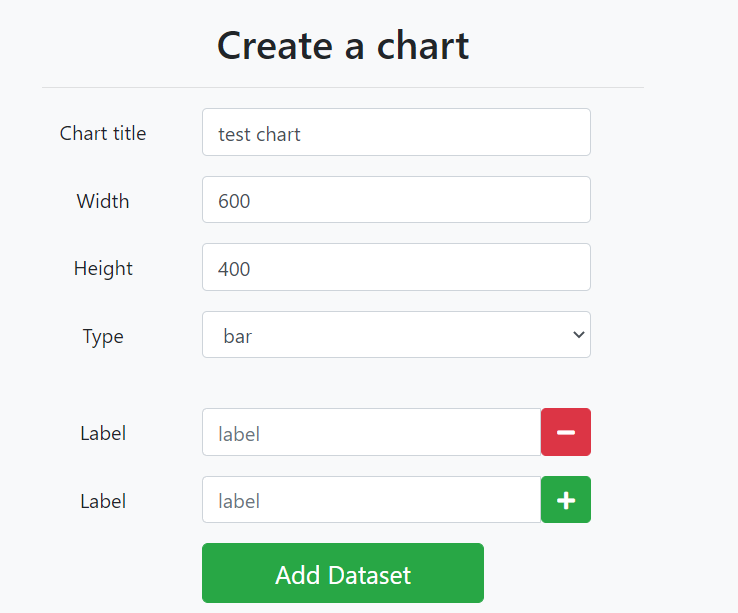 Create a chart
Chart title test chart
Width 600
Height 400
Type bar
Label label
Label label
Add Dataset